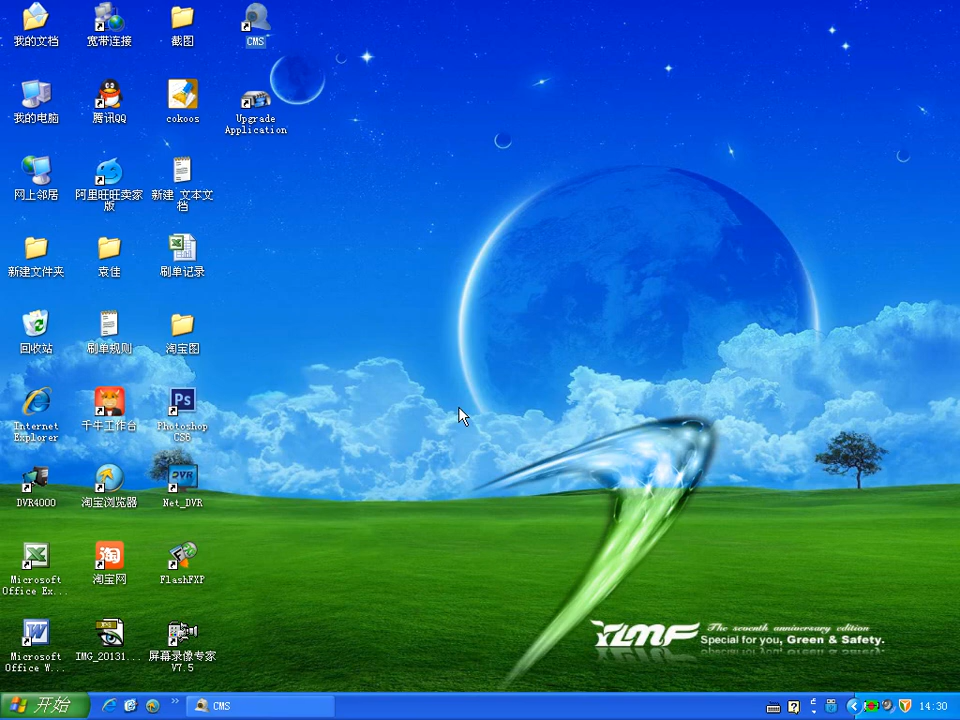 我的文档
宽带连接
截图
CMS
我的电脑
腾讯QQ
cokoos
Upgrade
Application
网上邻居
阿里旺旺卖家
版
新建 文本文
档
新建文件夹
袁佳
刷单记录
回收站
刷单规则
淘宝图
Internet
Explorer
千牛工作台
Ps
Photoshop
CS6
DVR4000
淘宝浏览器
DVR
Net_DVR
Microsoft
Office Ex...
淘
淘宝网
FlashFXP
Microsoft
Office W...
IMG_20131...
屏幕录像专家
V7.5
YLMF
The seventh anniversary edition
Special for you, Green & Safety.
开始
CMS
14:30